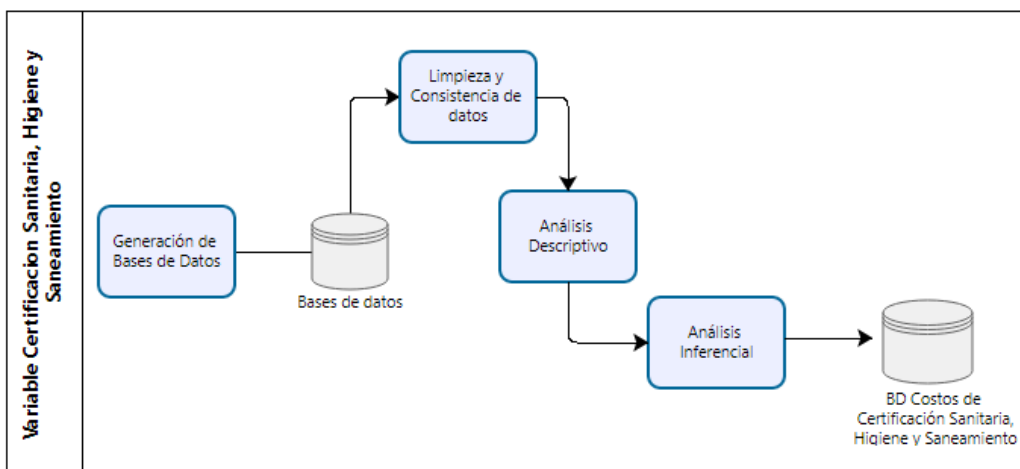 Variable Certificacion Sanitaria, Higiene y
Saneamiento
Generación de
Bases de Datos
Bases de datos
Limpieza y
Consistencia de
datos
Análisis
Descriptivo
Análisis
Inferencial
BD Costos de
Certificación Sanitaria,
Higiene y Saneamiento